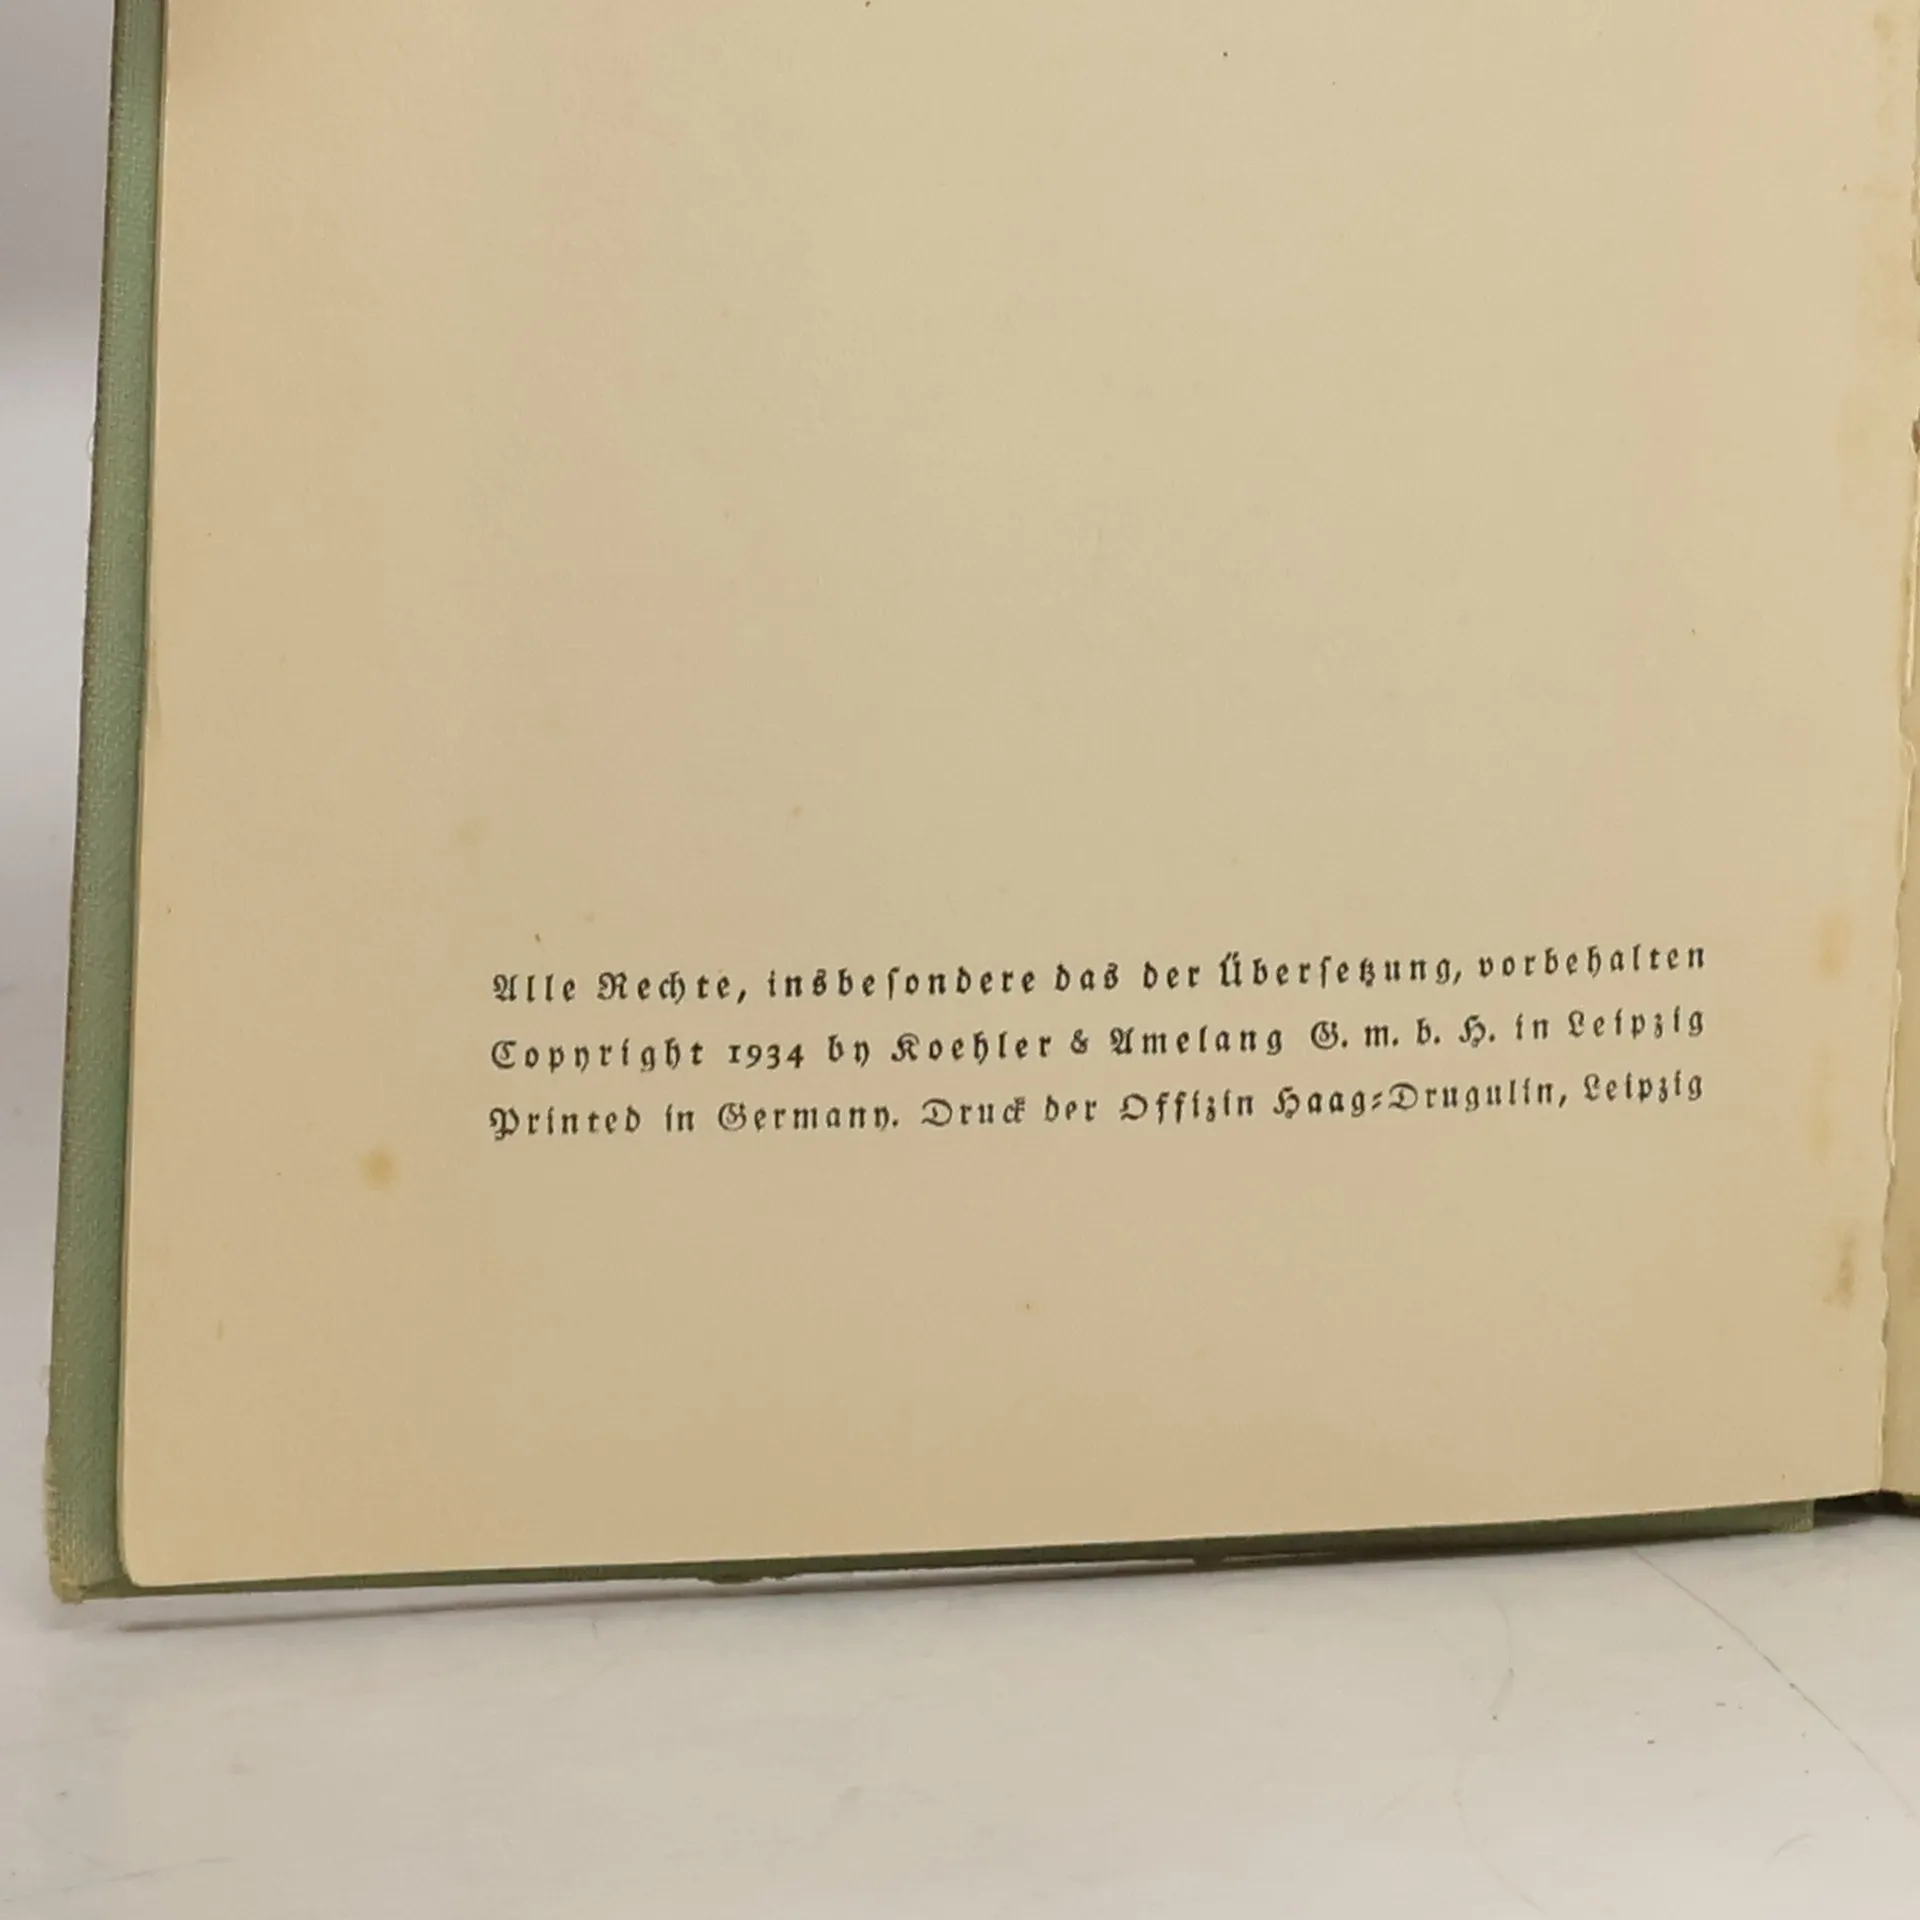 Alle Rechte, insbesondere das der Übersetzung, vorbehalten
Copyright 1934 by Koehler & Amelang G. m. b. H. in Leipzig
Printed in Germany. Druck der Offizin Haag-Drugulin, Leipzig